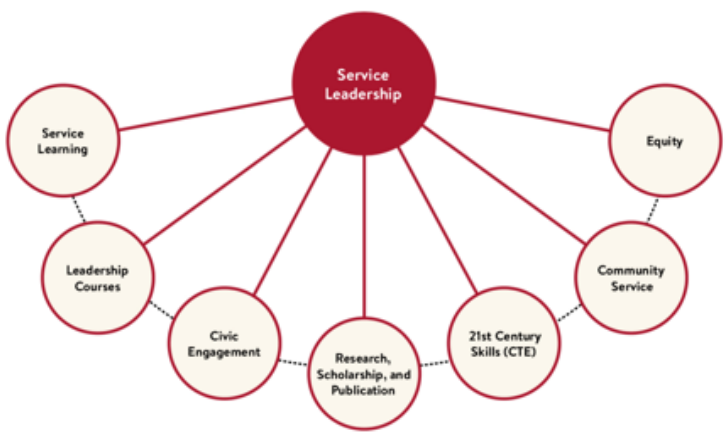 Service
Leadership
Service
Learning
Equity
Leadership
Courses
Community
Service
Civic
Engagement
21st Century
Skills (CTE)
Research,
Scholarship, and
Publication